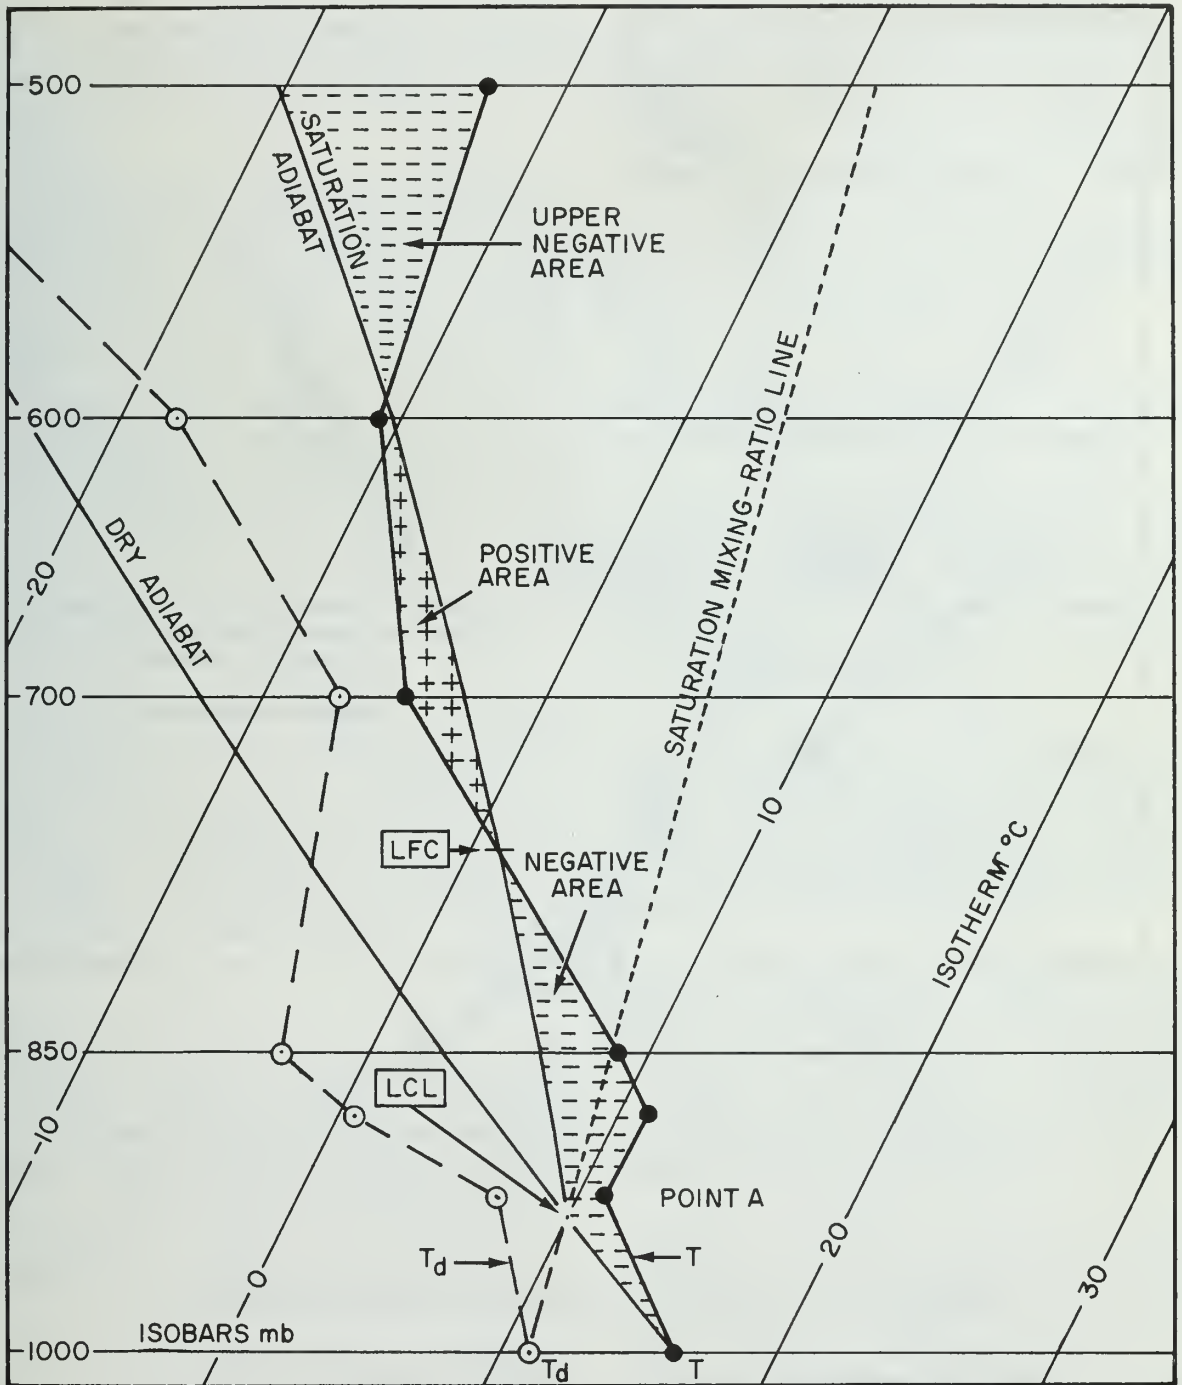 500
SATURATION
ADIABAT
UPPER
NEGATIVE
AREA
600
SATURATION MIXING-RATIO LINE
DRY ADIABAT
-20
POSITIVE
AREA
700
10
LFC
NEGATIVE
AREA
ISOTHERM °C
850
LCL
-10
POINT A
Td
T
20
0
30
ISOBARS mb
1000
Td
T